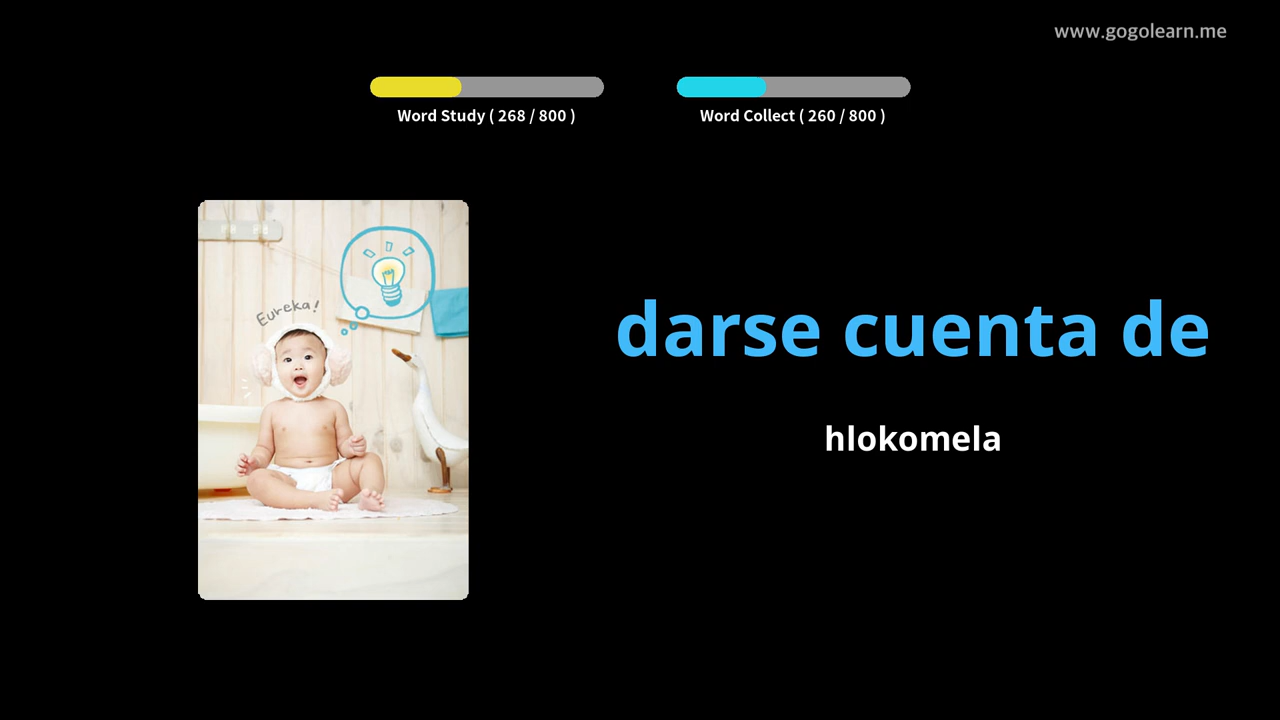 www.gogolearn.me
Word Study ( 268 / 800 )
Word Collect ( 260 / 800 )
Eureka!
darse cuenta de
hlokomela